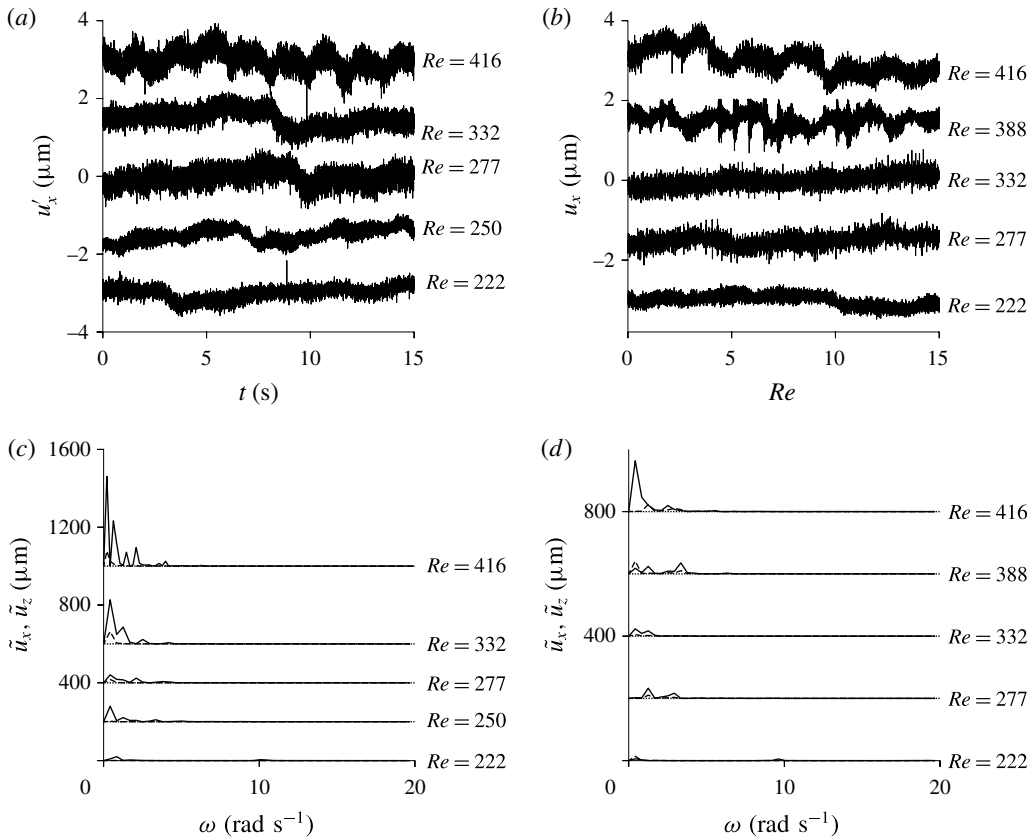 (a)
4
2
0
−2
−4
u′x (μm)
Re = 416
Re = 332
Re = 277
Re = 250
Re = 222
0 5 10 15
t (s)
(b)
4
2
0
−2
ux (μm)
Re = 416
Re = 388
Re = 332
Re = 277
Re = 222
0 5 10 15
Re
(c)
1600
1200
800
400
ũx, ũz (μm)
Re = 416
Re = 332
Re = 277
Re = 250
Re = 222
0 10 20
ω (rad s−1)
(d)
800
400
ũx, ũz (μm)
Re = 416
Re = 388
Re = 332
Re = 277
Re = 222
0 10 20
ω (rad s−1)